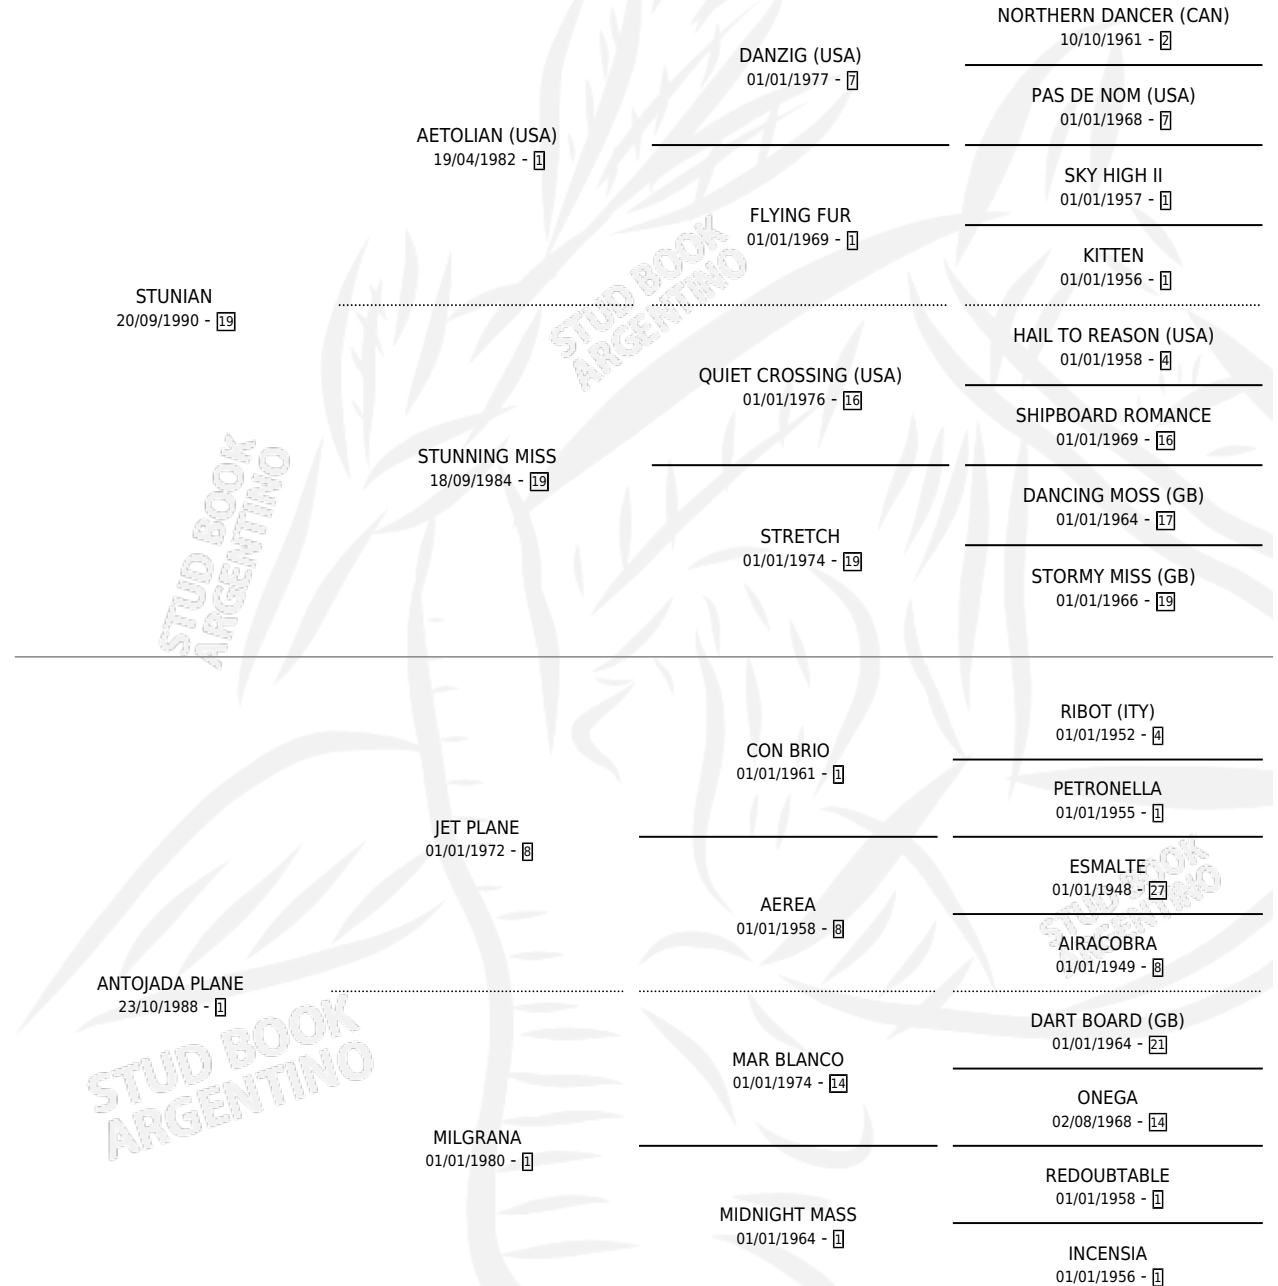 NORTHERN DANCER (CAN)
10/10/1961 - 2
DANZIG (USA)
01/01/1977 - 7
PAS DE NOM (USA)
01/01/1968 - 7
AETOLIAN (USA)
19/04/1982 - 1
SKY HIGH II
01/01/1957 - 1
FLYING FUR
01/01/1969 - 1
KITTEN
01/01/1956 - 1
STUNIAN
20/09/1990 - 19
HAIL TO REASON (USA)
01/01/1958 - 4
QUIET CROSSING (USA)
01/01/1976 - 16
SHIPBOARD ROMANCE
01/01/1969 - 16
STUNNING MISS
18/09/1984 - 19
DANCING MOSS (GB)
01/01/1964 - 17
STRETCH
01/01/1974 - 19
STORMY MISS (GB)
01/01/1966 - 19
RIBOT (ITY)
01/01/1952 - 4
CON BRIO
01/01/1961 - 1
PETRONELLA
01/01/1955 - 1
JET PLANE
01/01/1972 - 8
ESMALTE
01/01/1948 - 27
AEREA
01/01/1958 - 8
AIRACOBRA
01/01/1949 - 8
ANTOJADA PLANE
23/10/1988 - 1
DART BOARD (GB)
01/01/1964 - 21
MAR BLANCO
01/01/1974 - 14
ONEGA
02/08/1968 - 14
MILGRANA
01/01/1980 - 1
REDOUBTABLE
01/01/1958 - 1
MIDNIGHT MASS
01/01/1964 - 1
INCENSIA
01/01/1956 - 1
STUD BOOK
ARGENTINO
STUD BOOK
ARGENTINO
STUD BOOK
ARGENTINO
STUD BOOK
ARGENTINO